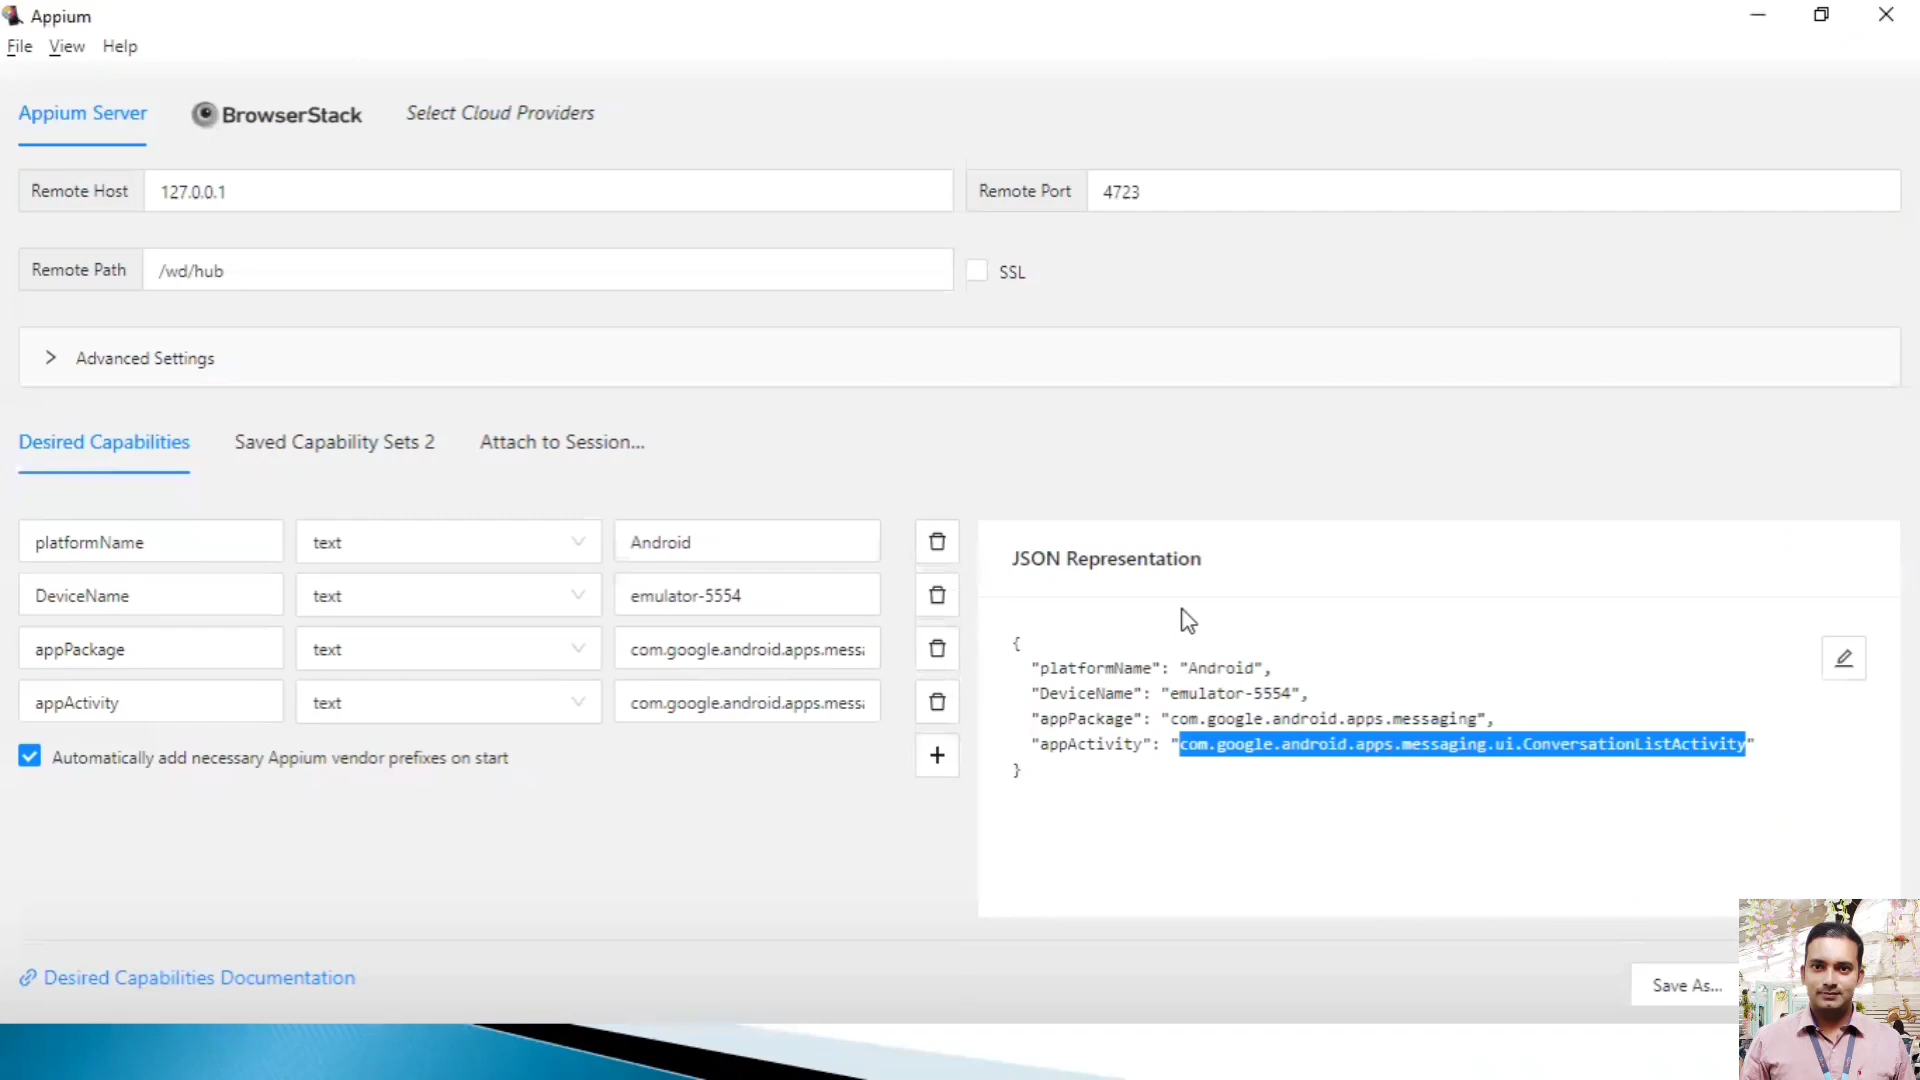 Appium
File View Help
Appium Server BrowserStack Select Cloud Providers
Remote Host 127.0.0.1 Remote Port 4723
Remote Path /wd/hub SSL
Advanced Settings
Desired Capabilities Saved Capability Sets 2 Attach to Session...
platformName text Android
DeviceName text emulator-5554
appPackage text com.google.android.apps.messa
appActivity text com.google.android.apps.messa
Automatically add necessary Appium vendor prefixes on start
JSON Representation
{
"platformName": "Android",
"DeviceName": "emulator-5554",
"appPackage": "com.google.android.apps.messaging",
"appActivity": "com.google.android.apps.messaging.ui.ConversationListActivity"
}
Desired Capabilities Documentation
Save As...